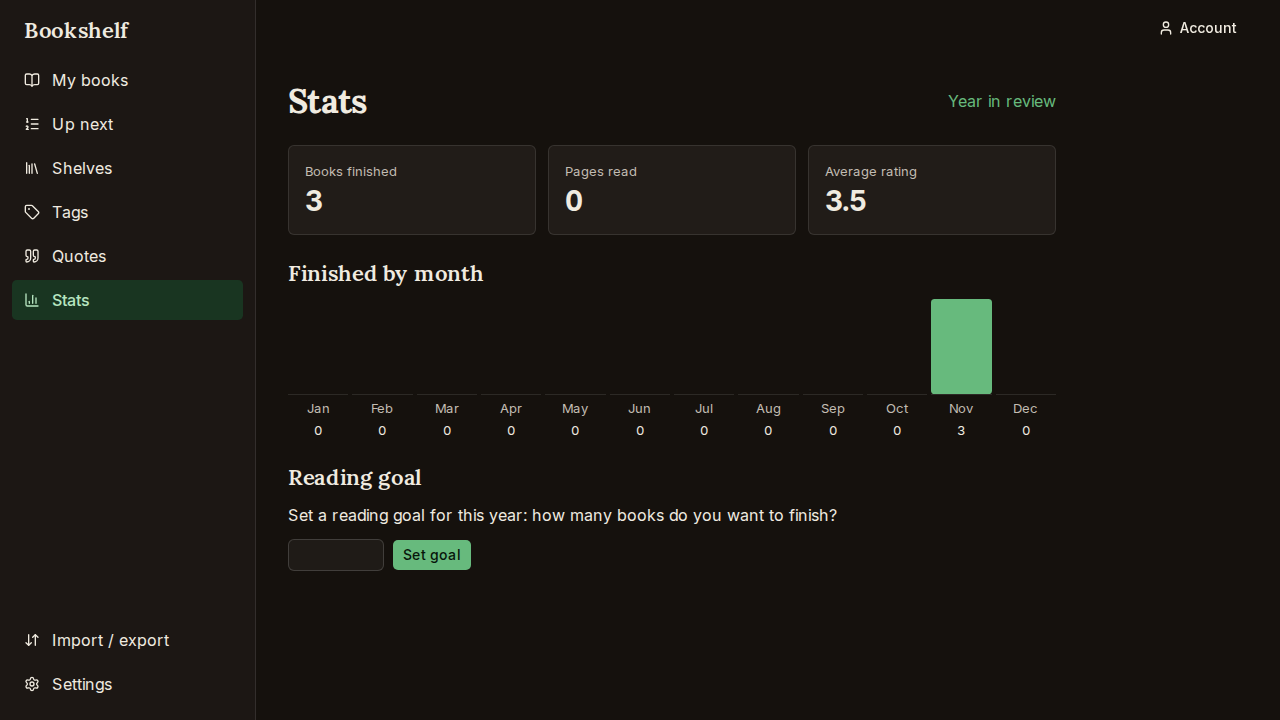 Bookshelf
Account
My books
Up next
Shelves
Tags
Quotes
Stats
Import / export
Settings
Stats
Year in review
Books finished
3
Pages read
0
Average rating
3.5
Finished by month
Jan Feb Mar Apr May Jun Jul Aug Sep Oct Nov Dec
0 0 0 0 0 0 0 0 0 0 3 0
Reading goal
Set a reading goal for this year: how many books do you want to finish?
Set goal